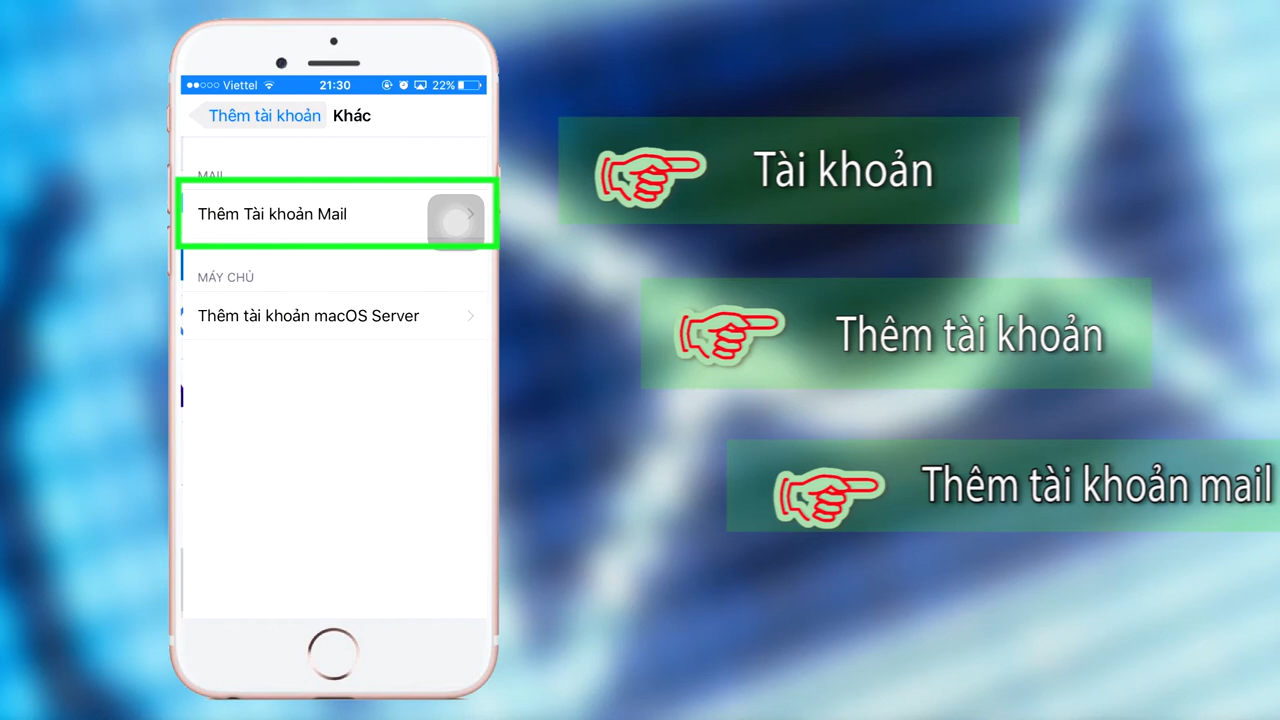 Viettel 21:30 22%
Thêm tài khoản Khác
MAIL
Thêm Tài khoản Mail
MÁY CHỦ
Thêm tài khoản macOS Server
Tài khoản
Thêm tài khoản
Thêm tài khoản mail